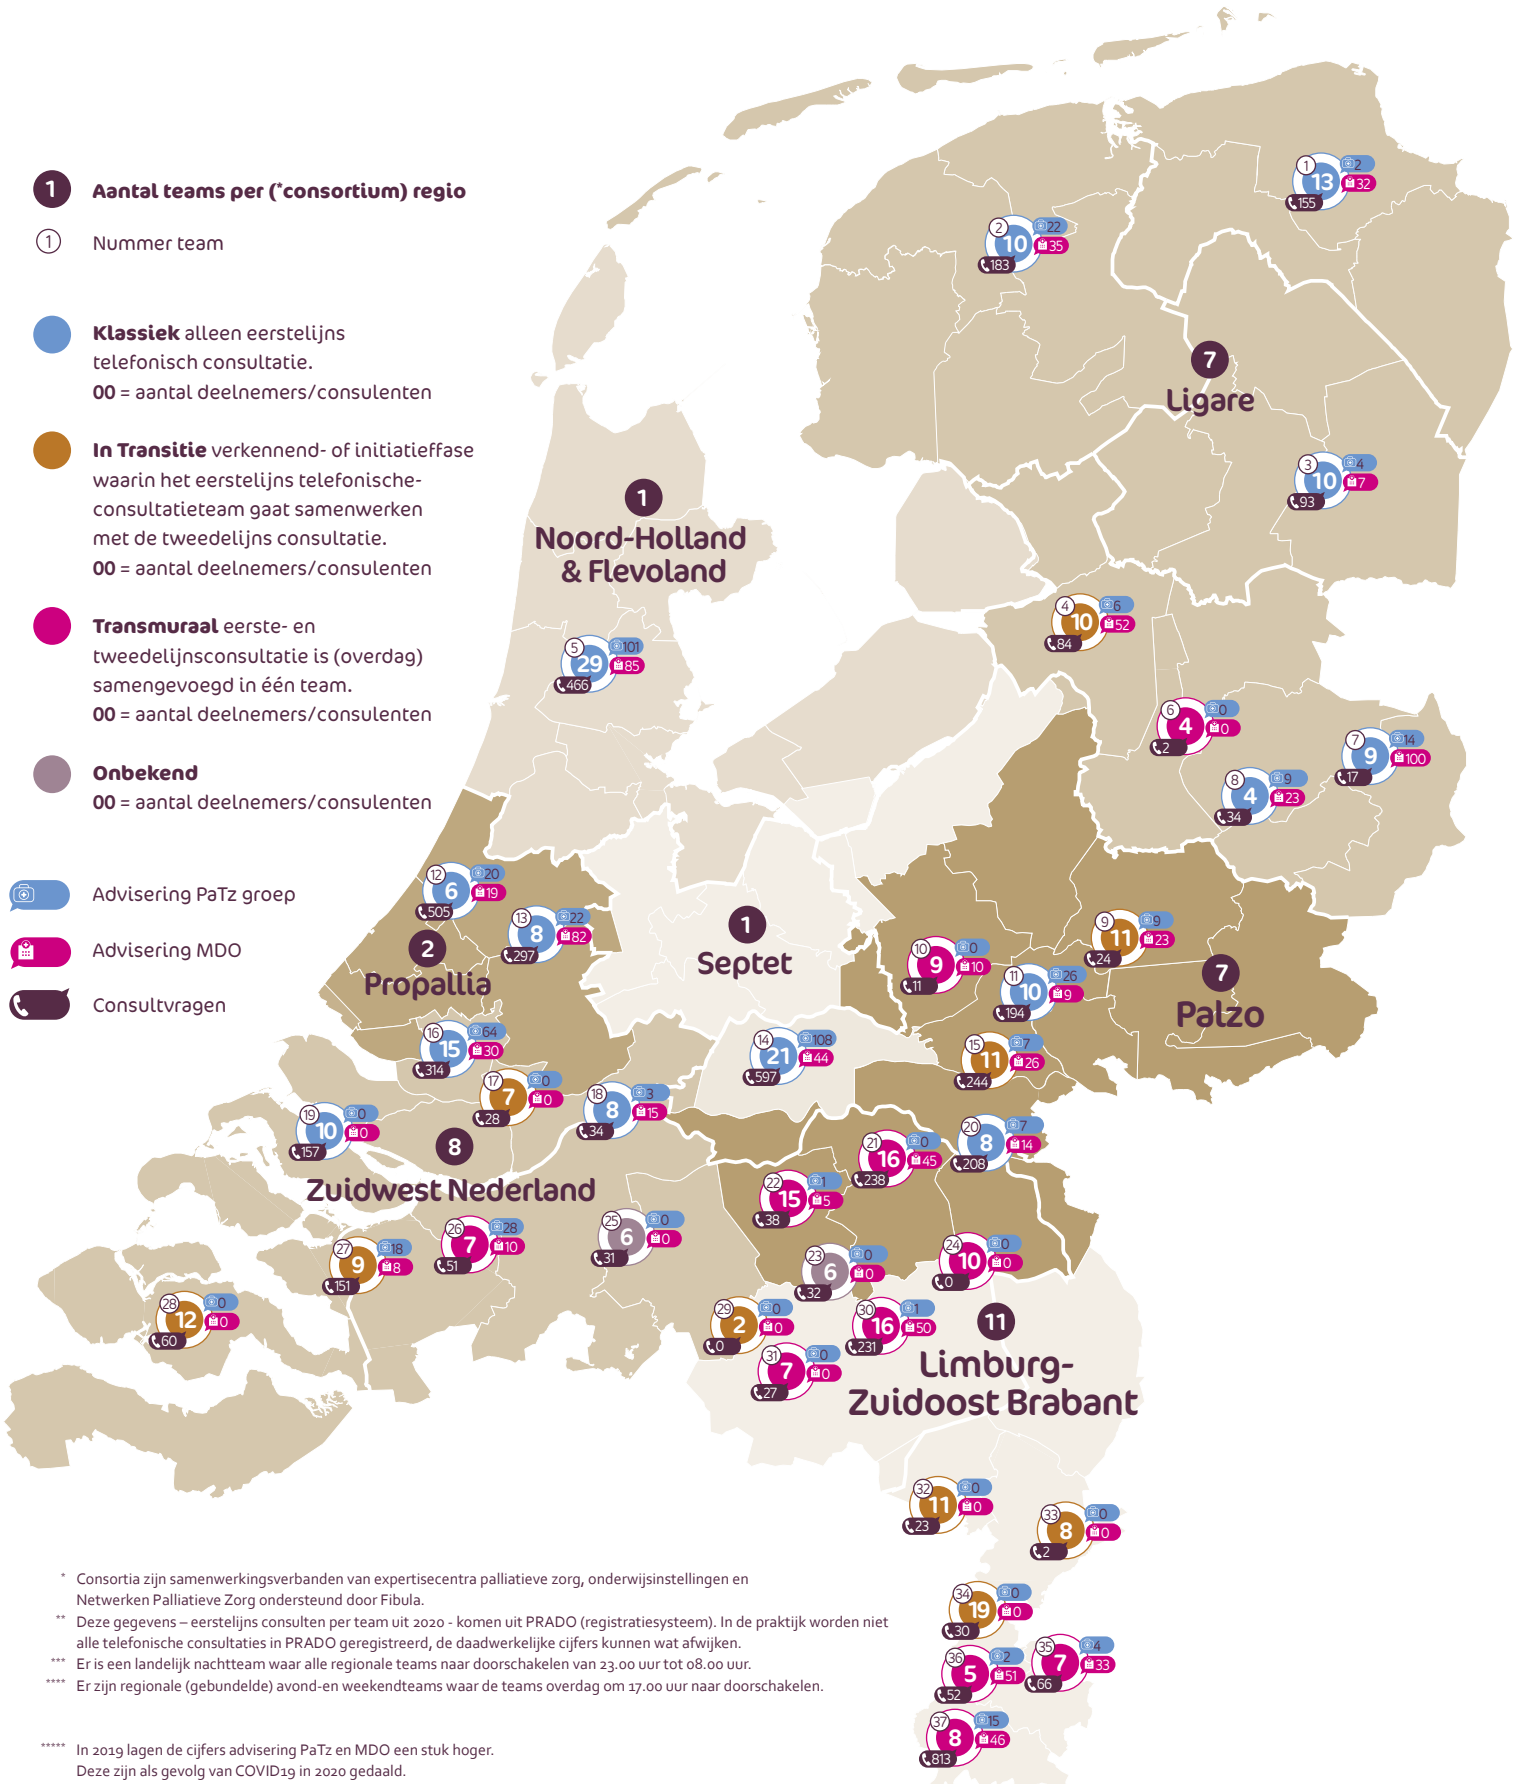 1 Aantal teams per (*consortium) regio
1 Nummer team
Klassiek alleen eerstelijns
telefonisch consultatie.
00 = aantal deelnemers/consulenten
In Transitie verkennend- of initiatieffase
waarin het eerstelijns telefonische-
consultatieteam gaat samenwerken
met de tweedelijns consultatie.
00 = aantal deelnemers/consulenten
Transmuraal eerste- en
tweedelijnsconsultatie is (overdag)
samengevoegd in één team.
00 = aantal deelnemers/consulenten
Onbekend
00 = aantal deelnemers/consulenten
Advisering PaTz groep
Advisering MDO
Consultvragen
1 13 2 32 155
2 10 22 35 183
7
Ligare
3 10 4 7 93
1
Noord-Holland
& Flevoland
4 10 6 52 84
5 29 101 85 466
6 4 0 0 2
7 9 14 100 17
8 4 9 23 34
12 6 20 19 505
13 8 22 82 297
2
Propallia
1
Septet
9 11 9 23 24
10 9 0 10 11
11 10 26 9 194
7
Palzo
14 21 108 44 597
15 11 7 26 244
16 15 64 30 314
17 7 0 0 28
18 8 3 15 34
19 10 0 0 157
8
Zuidwest Nederland
20 8 7 14 208
21 16 0 45 238
22 15 1 5 38
23 6 0 0 32
24 10 0 0 0
25 6 0 0 31
26 7 28 10 51
27 9 18 8 151
28 12 0 0 60
29 2 0 0 0
30 16 1 50 231
31 7 0 0 27
11
Limburg-
Zuidoost Brabant
32 11 0 0 23
33 8 0 0 2
34 19 0 0 30
35 7 4 33 66
36 5 2 51 52
37 8 15 46 813
* Consortia zijn samenwerkingsverbanden van expertisecentra palliatieve zorg, onderwijsinstellingen en
Netwerken Palliatieve Zorg ondersteund door Fibula.
** Deze gegevens – eerstelijns consulten per team uit 2020 - komen uit PRADO (registratiesysteem). In de praktijk worden niet
alle telefonische consultaties in PRADO geregistreerd, de daadwerkelijke cijfers kunnen wat afwijken.
*** Er is een landelijk nachtteam waar alle regionale teams naar doorschakelen van 23.00 uur tot 08.00 uur.
**** Er zijn regionale (gebundelde) avond-en weekendteams waar de teams overdag om 17.00 uur naar doorschakelen.
***** In 2019 lagen de cijfers advisering PaTz en MDO een stuk hoger.
Deze zijn als gevolg van COVID19 in 2020 gedaald.